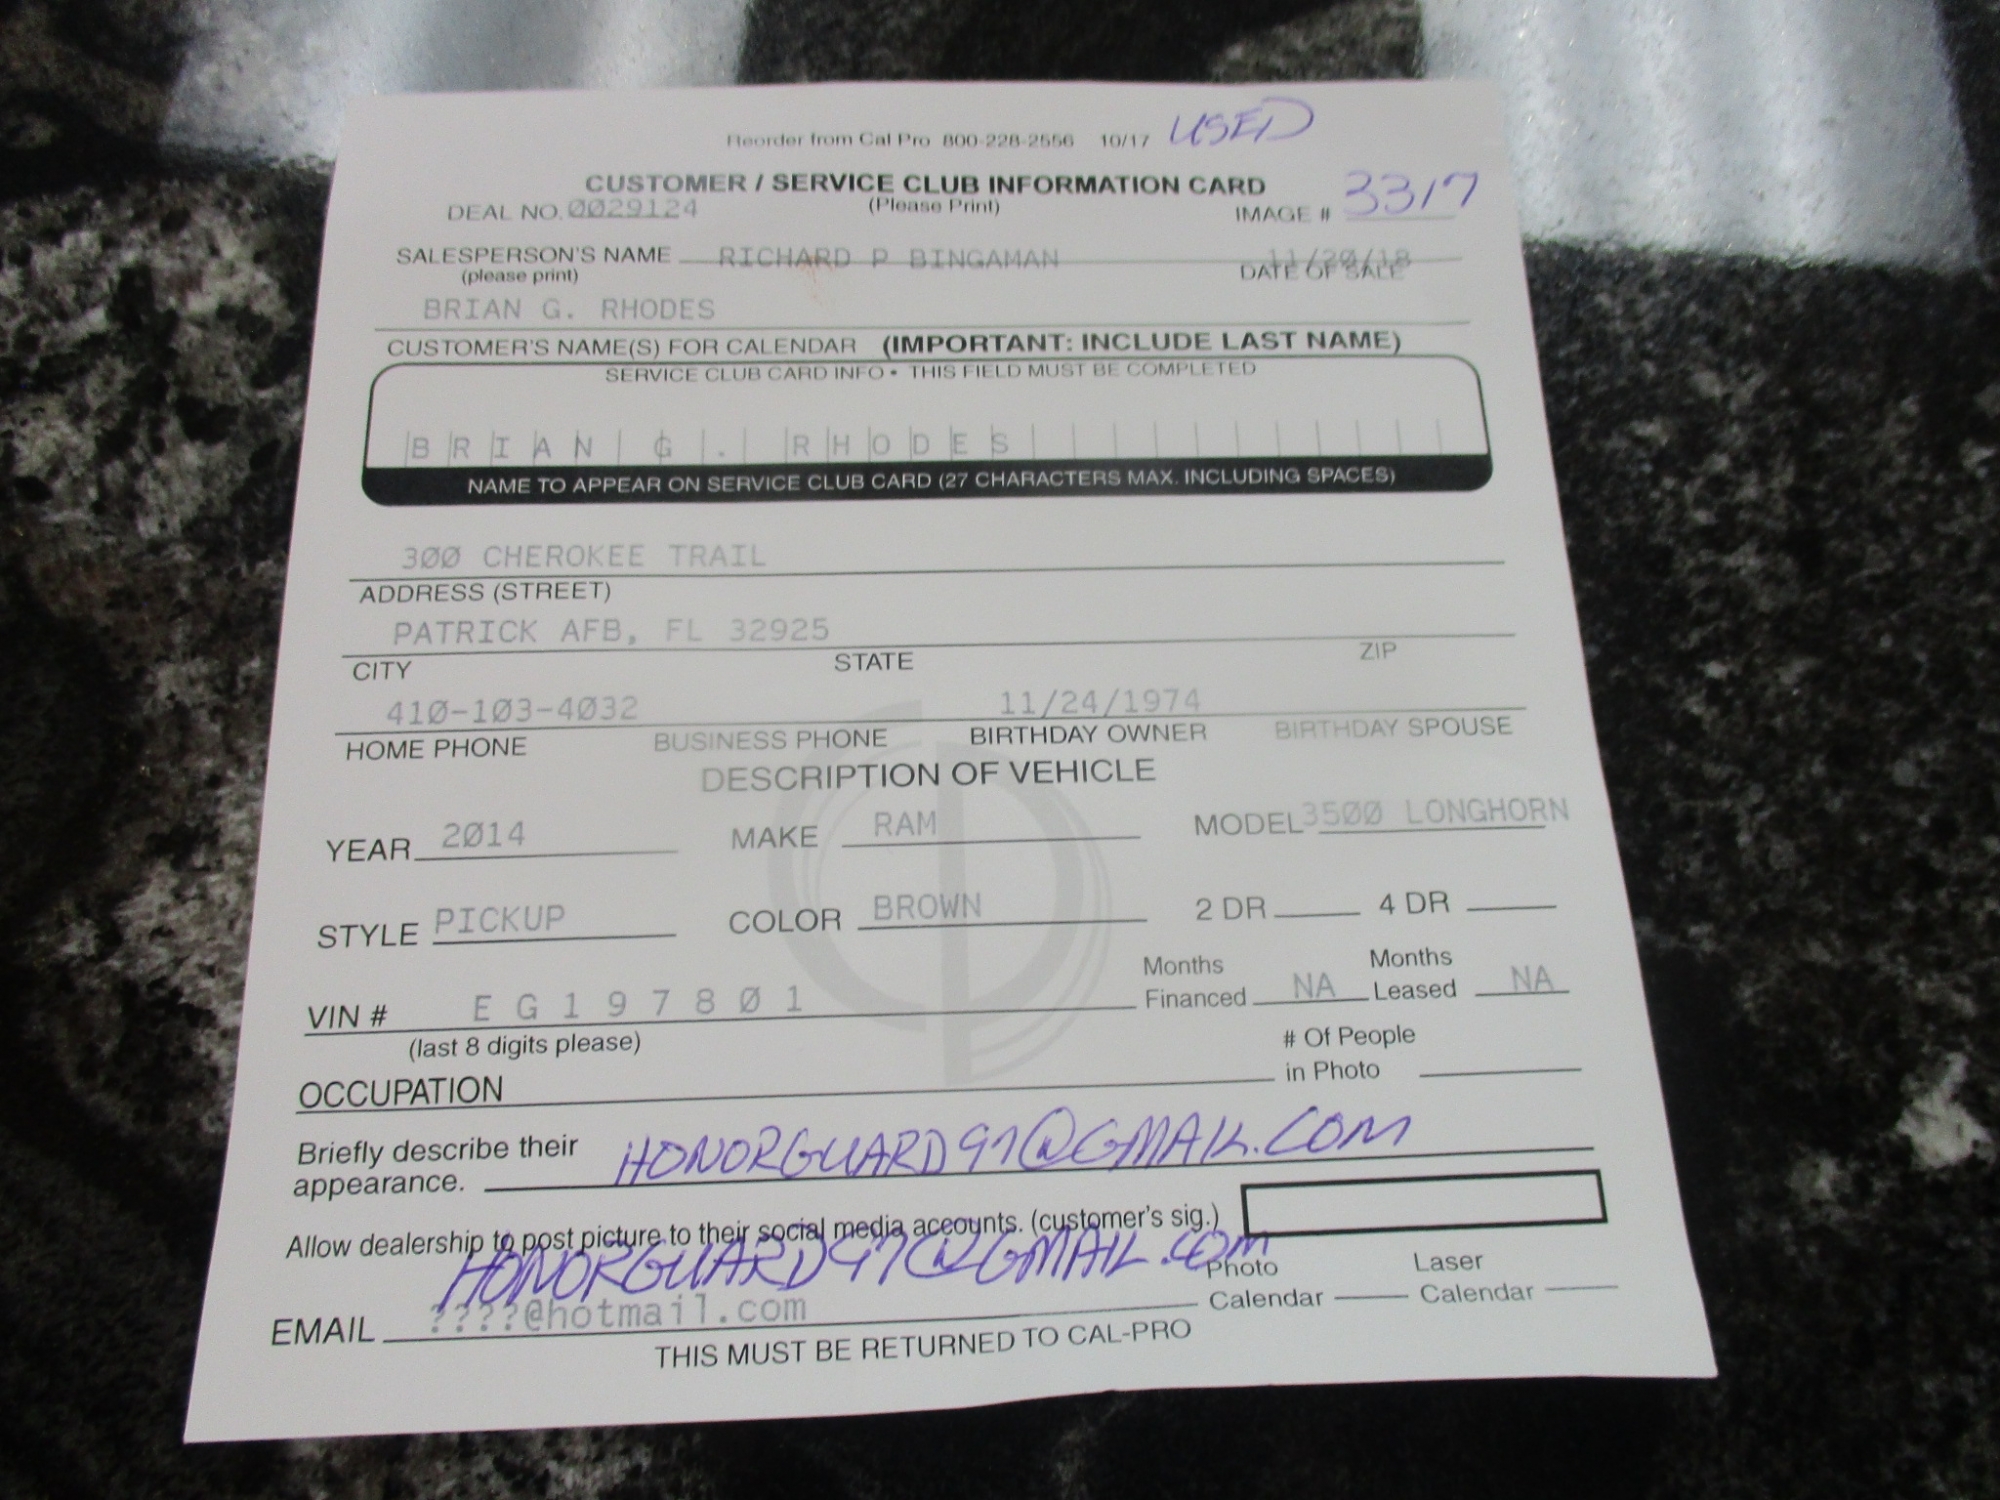 Reorder from Cal Pro 800-228-2556 10/17 USED
CUSTOMER / SERVICE CLUB INFORMATION CARD
(Please Print)
DEAL NO. 0029124 IMAGE # 3317
SALESPERSON'S NAME RICHARD P BINGAMAN 11/20/18
(please print) DATE OF SALE
BRIAN G. RHODES
CUSTOMER'S NAME(S) FOR CALENDAR (IMPORTANT: INCLUDE LAST NAME)
SERVICE CLUB CARD INFO • THIS FIELD MUST BE COMPLETED
BRIAN G. RHODES
NAME TO APPEAR ON SERVICE CLUB CARD (27 CHARACTERS MAX. INCLUDING SPACES)
300 CHEROKEE TRAIL
ADDRESS (STREET)
PATRICK AFB, FL 32925
CITY STATE ZIP
410-103-4032 11/24/1974
HOME PHONE BUSINESS PHONE BIRTHDAY OWNER BIRTHDAY SPOUSE
DESCRIPTION OF VEHICLE
YEAR 2014 MAKE RAM MODEL 3500 LONGHORN
STYLE PICKUP COLOR BROWN 2 DR 4 DR
Months Months
VIN # E G 1 9 7 8 0 1 Financed NA Leased NA
(last 8 digits please) # Of People
OCCUPATION in Photo
Briefly describe their
appearance. HONORGUARD97@GMAIL.COM
Allow dealership to post picture to their social media accounts. (customer's sig.)
HONORGUARD97@GMAIL.COM
Photo Laser
EMAIL ????@hotmail.com Calendar Calendar
THIS MUST BE RETURNED TO CAL-PRO